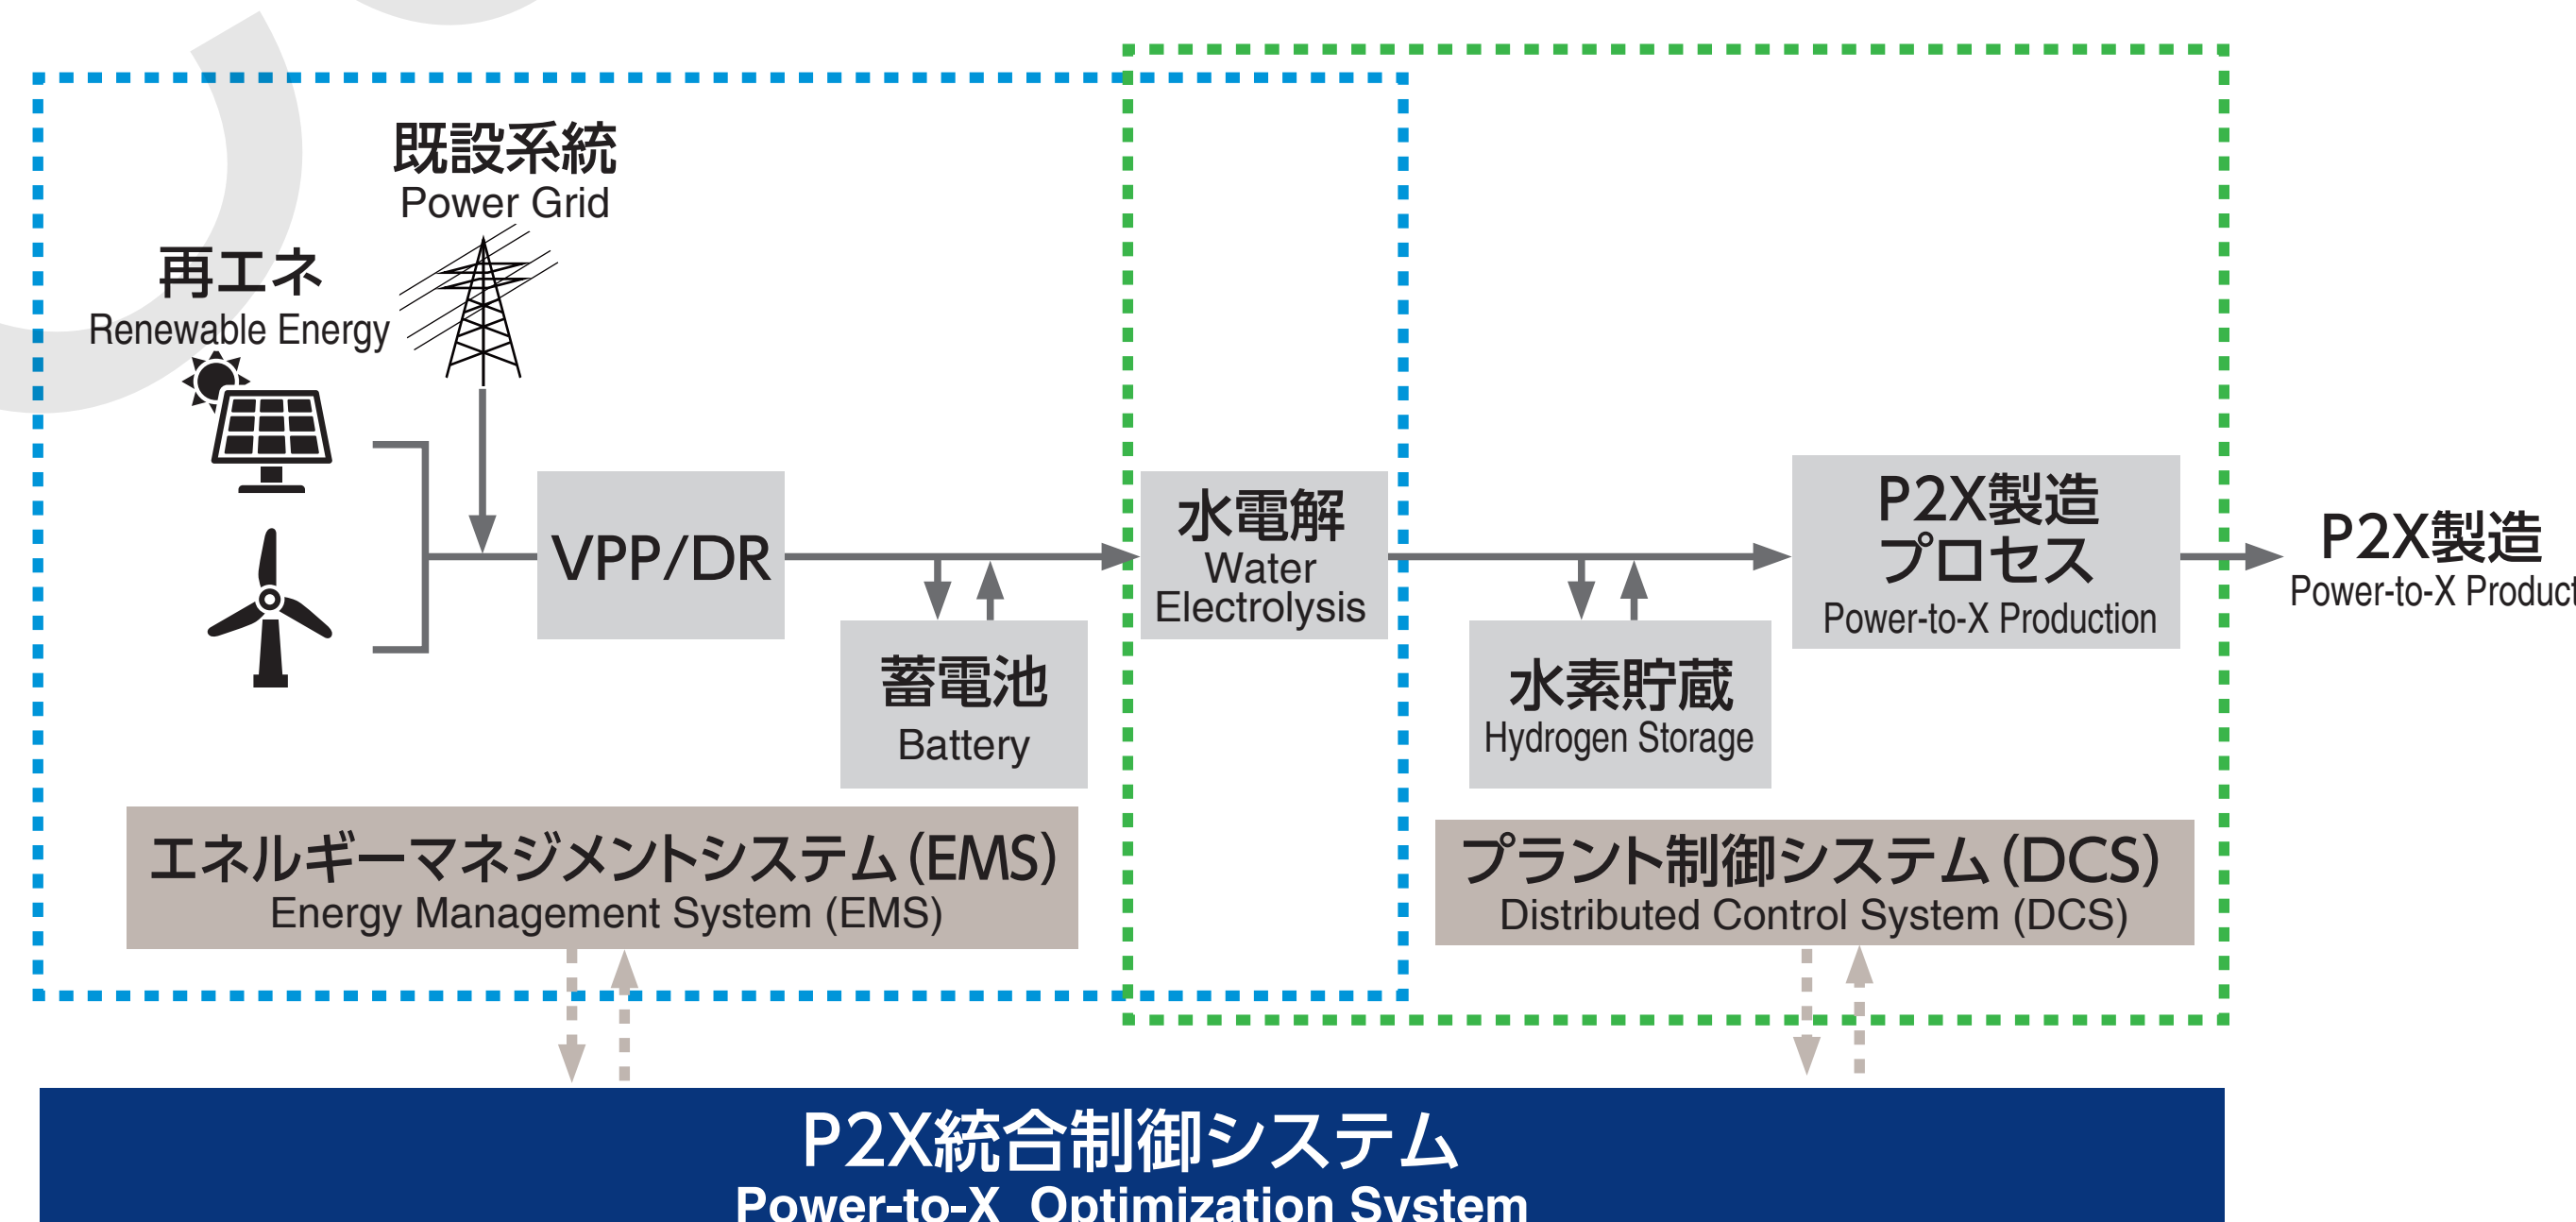 既設系統
Power Grid
再エネ
Renewable Energy
VPP/DR
蓄電池
Battery
水電解
Water
Electrolysis
水素貯蔵
Hydrogen Storage
P2X製造
プロセス
Power-to-X Production
P2X製造
Power-to-X Product
エネルギーマネジメントシステム(EMS)
Energy Management System (EMS)
プラント制御システム(DCS)
Distributed Control System (DCS)
P2X統合制御システム
Power-to-X Optimization System